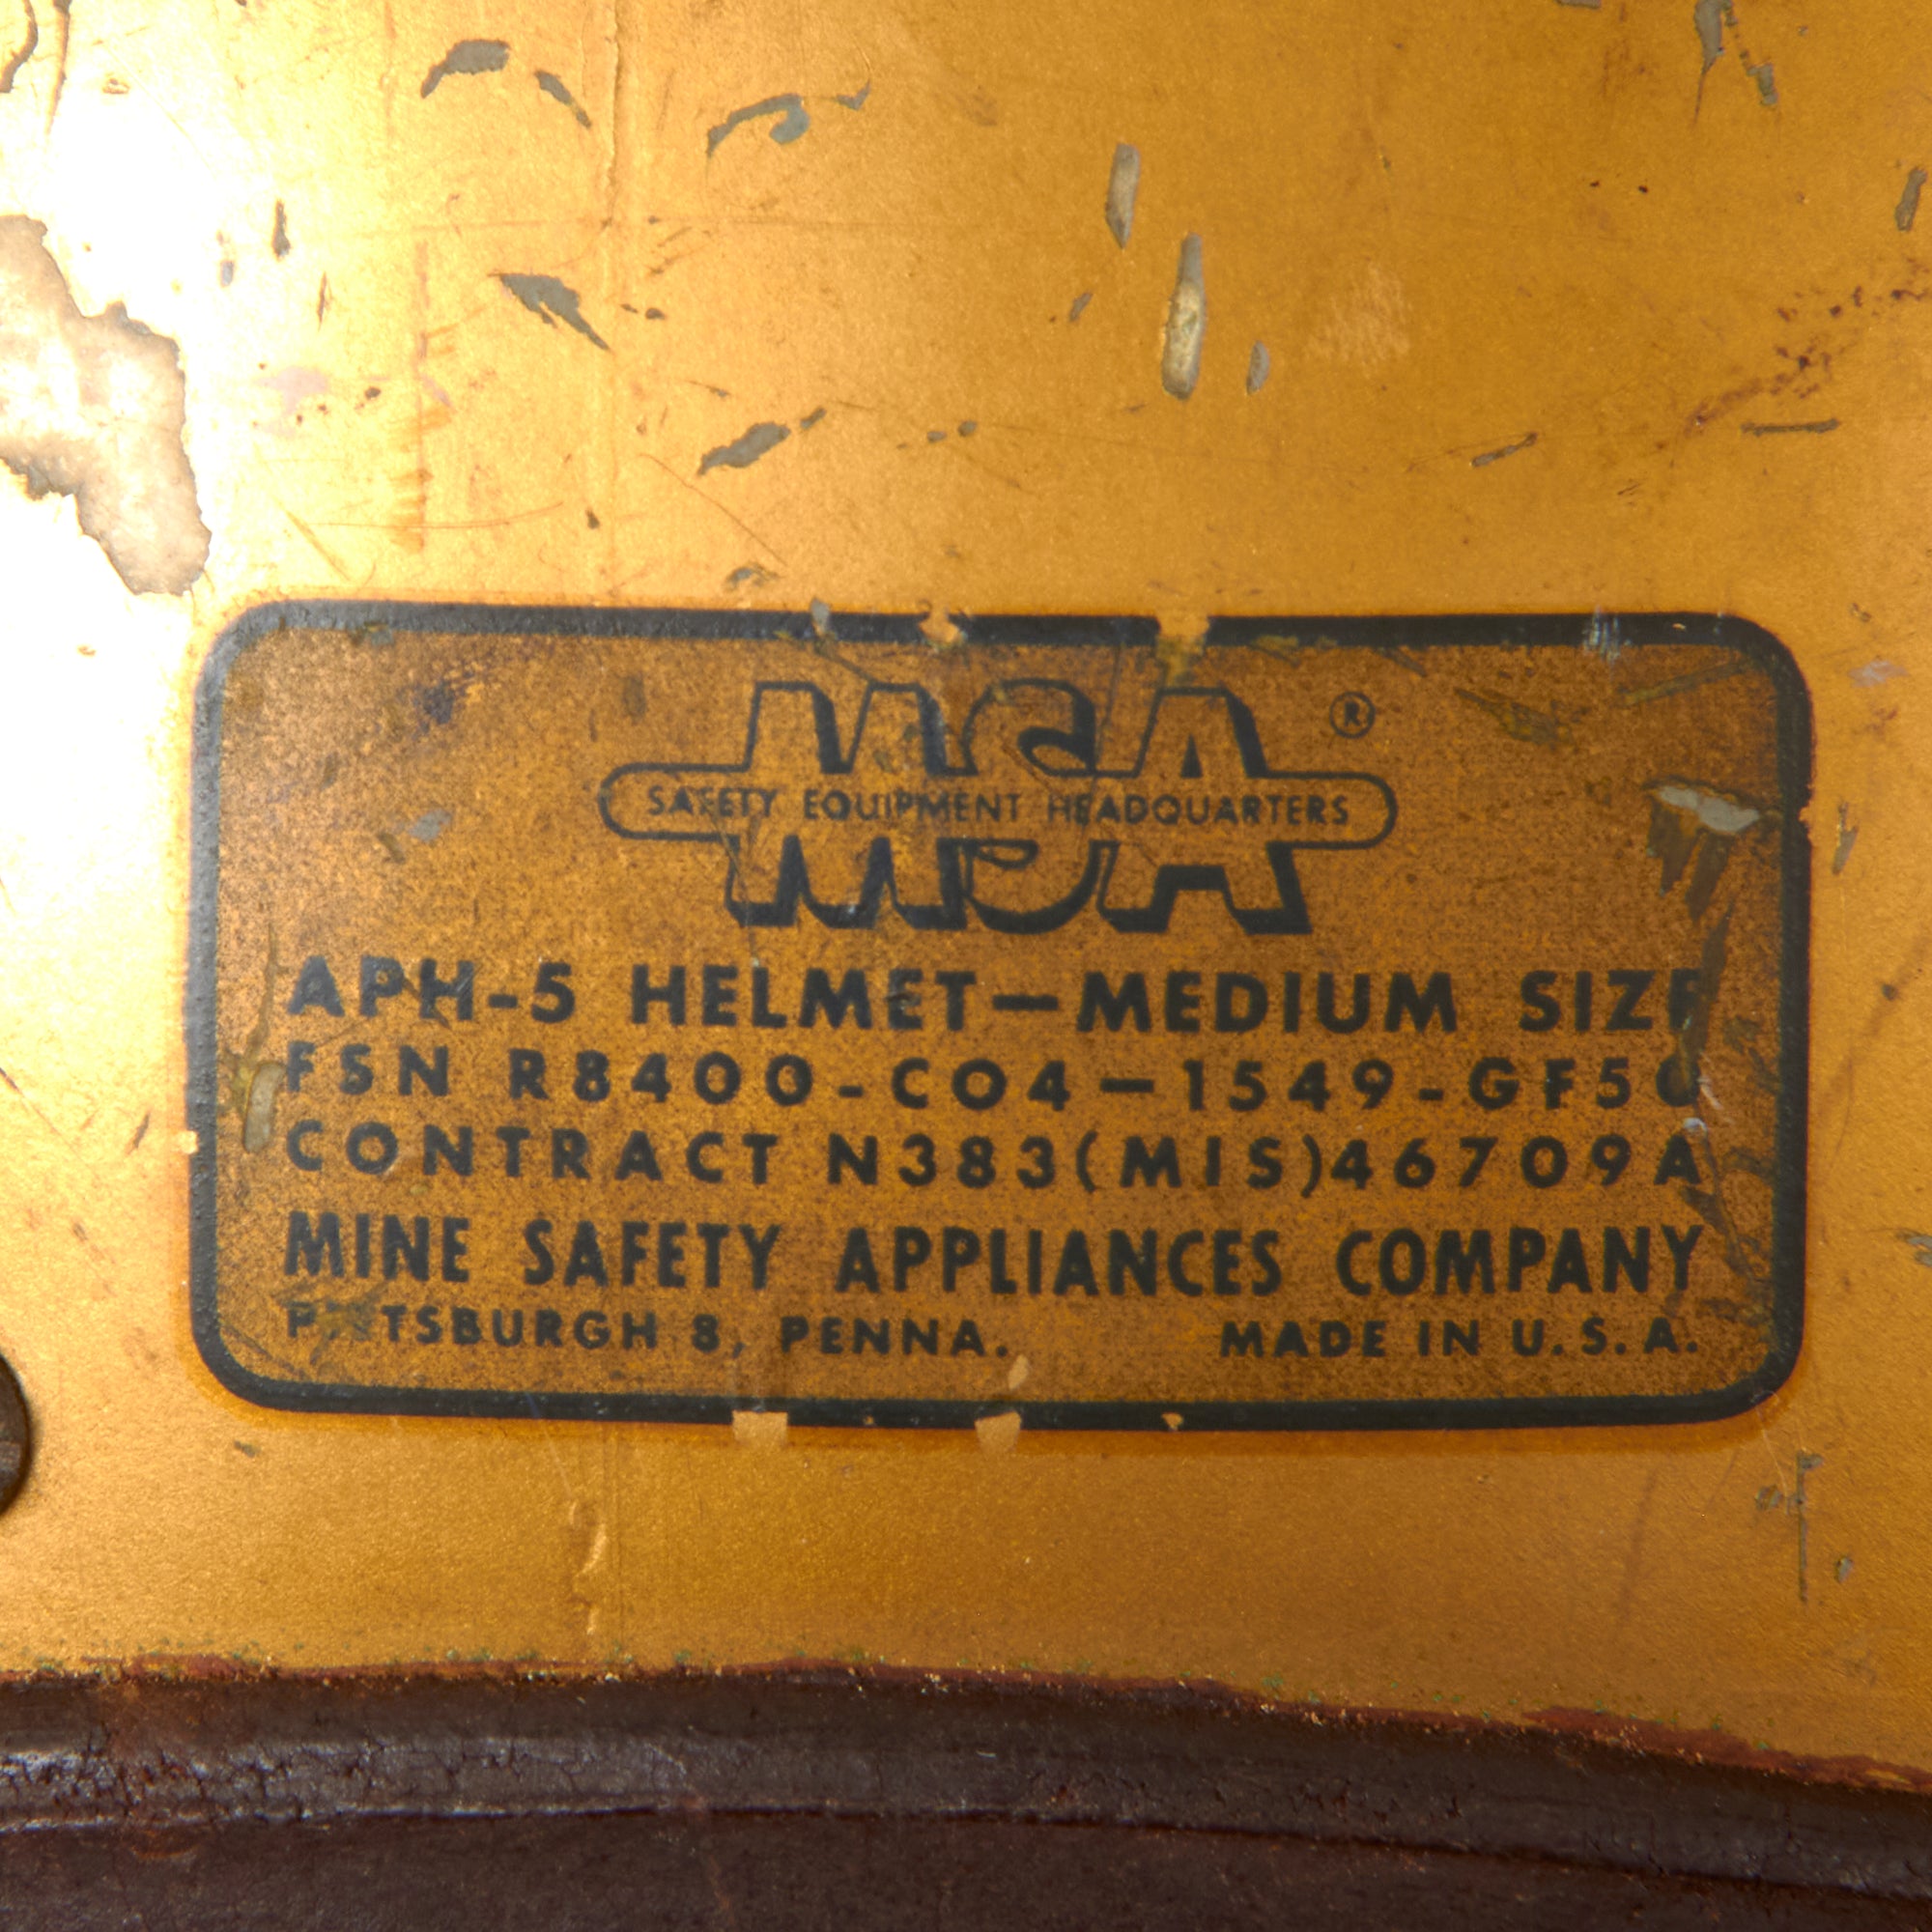 MSA ®
SAFETY EQUIPMENT HEADQUARTERS
APH-5 HELMET—MEDIUM SIZE
FSN R8400-CO4—1549-GF50
CONTRACT N383(MIS)46709A
MINE SAFETY APPLIANCES COMPANY
PITTSBURGH 8, PENNA. MADE IN U.S.A.